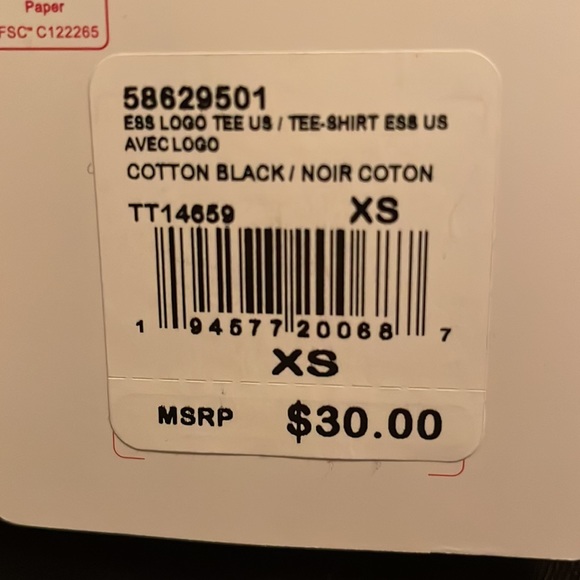 Paper
FSC™ C122265
58629501
ESS LOGO TEE US / TEE-SHIRT ESS US
AVEC LOGO
COTTON BLACK / NOIR COTON
TT14659 XS
1 94577 20068 7
XS
MSRP $30.00